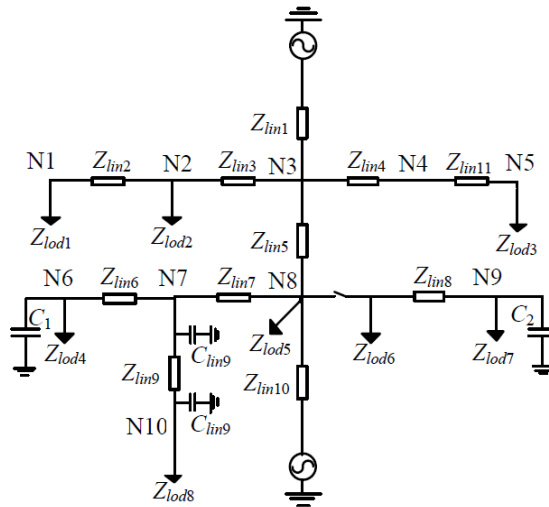 Zlin1
N1 Zlin2 N2 Zlin3 N3 Zlin4 N4 Zlin11 N5
Zlod1 Zlod2 Zlin5 Zlod3
N6 Zlin6 N7 Zlin7 N8 Zlin8 N9
C1 Zlod4 Clin9 Zlod5 Zlod6 Zlod7 C2
Zlin9 Zlin10
N10 Clin9
Zlod8